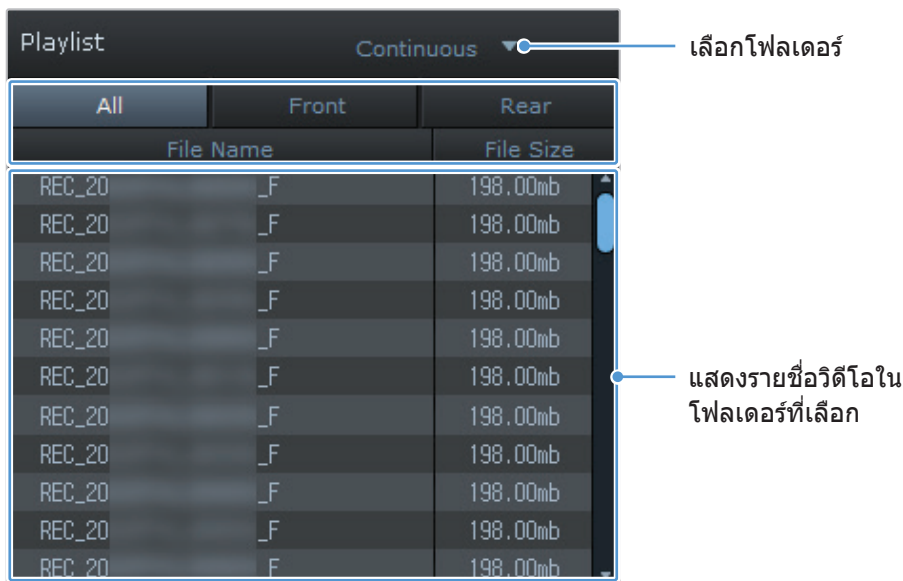 Playlist Continuous เลือกโฟลเดอร์
All Front Rear
File Name File Size
REC_20 _F 198.00mb
REC_20 _F 198.00mb
REC_20 _F 198.00mb
REC_20 _F 198.00mb
REC_20 _F 198.00mb
REC_20 _F 198.00mb
REC_20 _F 198.00mb
REC_20 _F 198.00mb
REC_20 _F 198.00mb
REC_20 _F 198.00mb
REC_20 _F 198.00mb
แสดงรายชื่อวิดีโอใน
โฟลเดอร์ที่เลือก